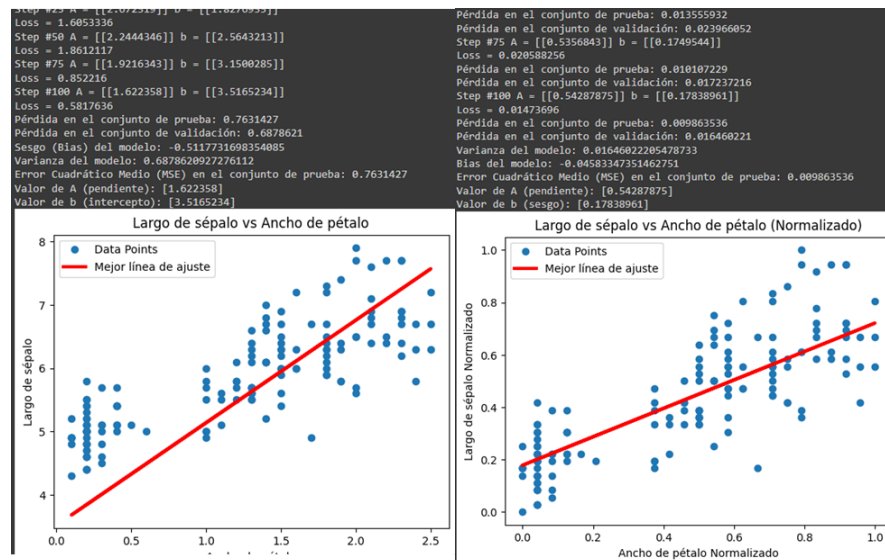 Step #25 A = [[2.672319]] b = [[1.8276953]]
Loss = 1.6053336
Step #50 A = [[2.2444346]] b = [[2.5643213]]
Loss = 1.8612117
Step #75 A = [[1.9216343]] b = [[3.1500285]]
Loss = 0.852216
Step #100 A = [[1.622358]] b = [[3.5165234]]
Loss = 0.5817636
Pérdida en el conjunto de prueba: 0.7631427
Pérdida en el conjunto de validación: 0.6878621
Sesgo (Bias) del modelo: -0.5117731698354085
Varianza del modelo: 0.6878620927276112
Error Cuadrático Medio (MSE) en el conjunto de prueba: 0.7631427
Valor de A (pendiente): [1.622358]
Valor de b (intercepto): [3.5165234]
Largo de sépalo vs Ancho de pétalo
Data Points
Mejor línea de ajuste
Largo de sépalo
8
7
6
5
4
0.0 0.5 1.0 1.5 2.0 2.5
Ancho de pétalo
Pérdida en el conjunto de prueba: 0.013555932
Pérdida en el conjunto de validación: 0.023966052
Step #75 A = [[0.5356843]] b = [[0.1749544]]
Loss = 0.020588256
Pérdida en el conjunto de prueba: 0.010107229
Pérdida en el conjunto de validación: 0.017237216
Step #100 A = [[0.54287875]] b = [[0.17838961]]
Loss = 0.01473696
Pérdida en el conjunto de prueba: 0.009863536
Pérdida en el conjunto de validación: 0.016460221
Varianza del modelo: 0.01646022205478733
Bias del modelo: -0.04583347351462751
Error Cuadrático Medio (MSE) en el conjunto de prueba: 0.009863536
Valor de A (pendiente): [0.54287875]
Valor de b (sesgo): [0.17838961]
Largo de sépalo vs Ancho de pétalo (Normalizado)
Data Points
Mejor línea de ajuste
Largo de sépalo Normalizado
1.0
0.8
0.6
0.4
0.2
0.0
0.0 0.2 0.4 0.6 0.8 1.0
Ancho de pétalo Normalizado